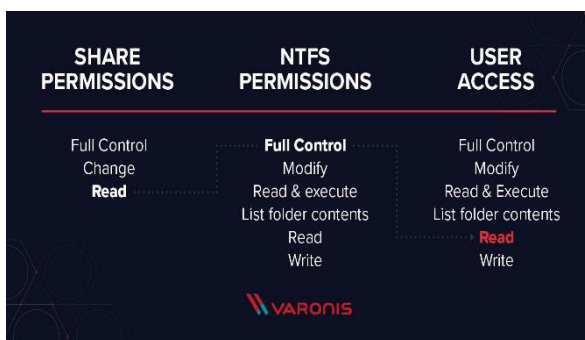 SHARE
PERMISSIONS
NTFS
PERMISSIONS
USER
ACCESS
Full Control
Change
Read
Full Control
Modify
Read & execute
List folder contents
Read
Write
Full Control
Modify
Read & Execute
List folder contents
Read
Write
VARONIS